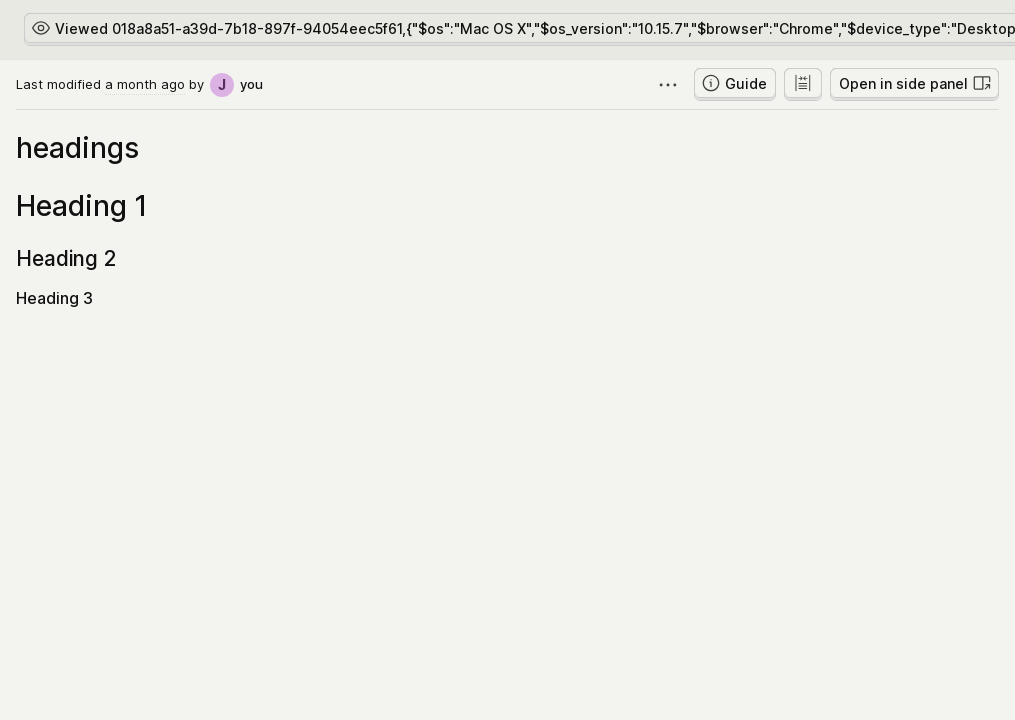 Viewed 018a8a51-a39d-7b18-897f-94054eec5f61,{"$os":"Mac OS X","$os_version":"10.15.7","$browser":"Chrome","$device_type":"Desktop
Last modified a month ago by J you
Guide
Open in side panel
headings
Heading 1
Heading 2
Heading 3